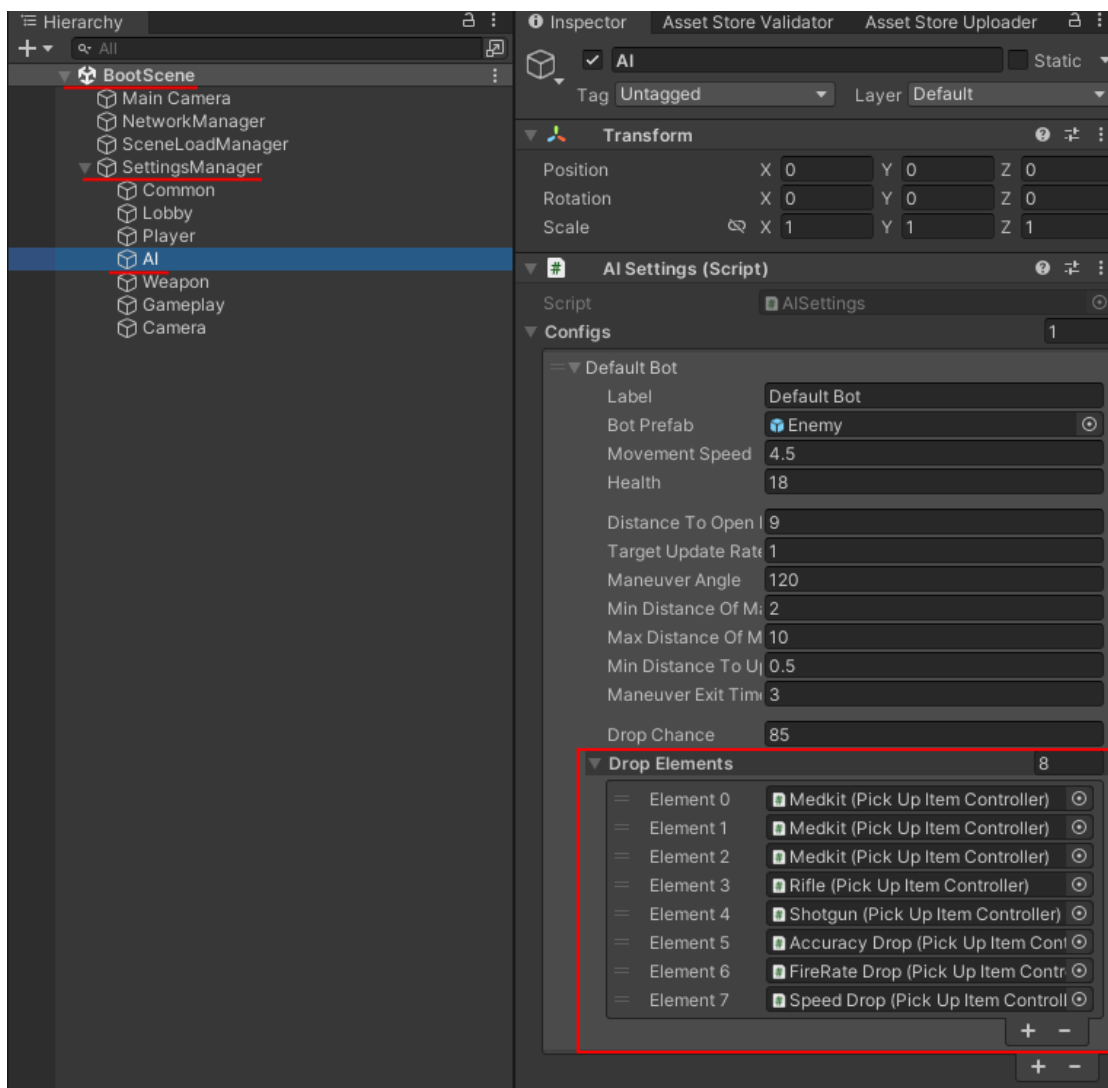 Hierarchy
All
BootScene
Main Camera
NetworkManager
SceneLoadManager
SettingsManager
Common
Lobby
Player
AI
Weapon
Gameplay
Camera
Inspector Asset Store Validator Asset Store Uploader
AI Static
Tag Untagged Layer Default
Transform
Position X 0 Y 0 Z 0
Rotation X 0 Y 0 Z 0
Scale X 1 Y 1 Z 1
# AI Settings (Script)
Script # AISettings
Configs 1
Default Bot
Label Default Bot
Bot Prefab Enemy
Movement Speed 4.5
Health 18
Distance To Open 9
Target Update Rate 1
Maneuver Angle 120
Min Distance Of Ma 2
Max Distance Of M 10
Min Distance To Up 0.5
Maneuver Exit Time 3
Drop Chance 85
Drop Elements 8
Element 0 # Medkit (Pick Up Item Controller)
Element 1 # Medkit (Pick Up Item Controller)
Element 2 # Medkit (Pick Up Item Controller)
Element 3 # Rifle (Pick Up Item Controller)
Element 4 # Shotgun (Pick Up Item Controller)
Element 5 # Accuracy Drop (Pick Up Item Cont
Element 6 # FireRate Drop (Pick Up Item Contr
Element 7 # Speed Drop (Pick Up Item Controll
+ −
+ −